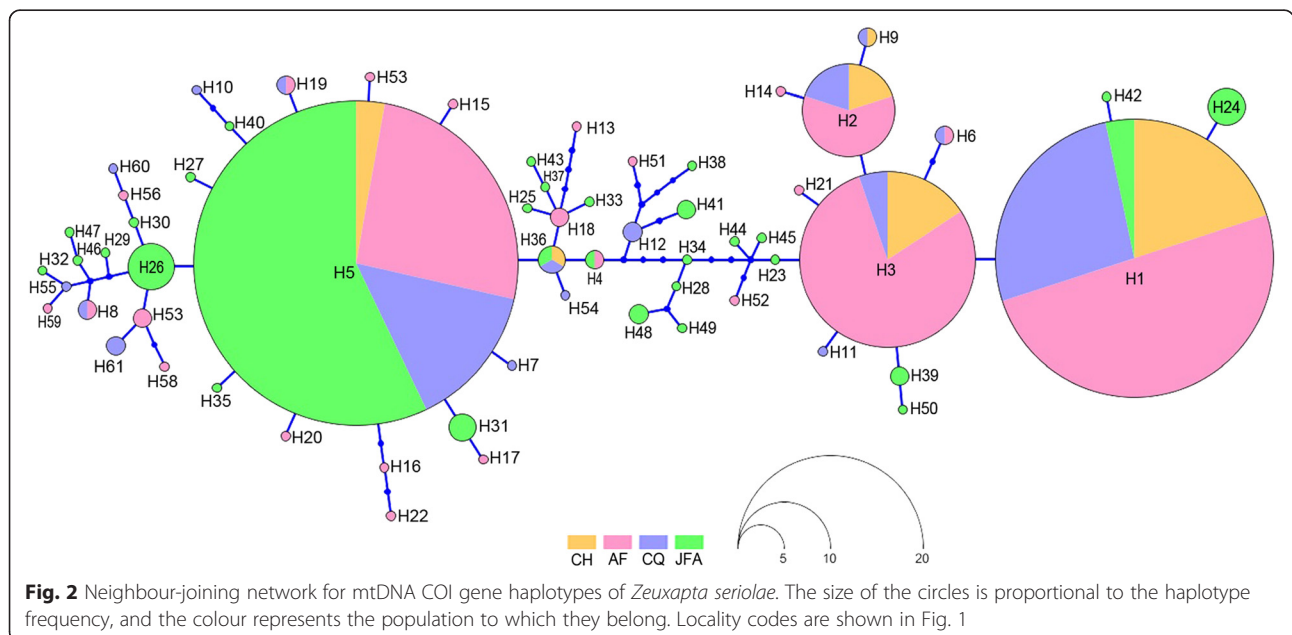 H9
H10
H19
H53
H14
H42
H24
H15
H2
H40
H13
H6
H43
H51
H38
H27
H37
H60
H25
H33
H21
H56
H41
H18
H30
H47
H46
H29
H36
H12
H44
H45
H32
H26
H5
H34
H3
H1
H55
H4
H23
H28
H54
H59
H8
H53
H52
H48
H49
H61
H58
H7
H11
H39
H35
H31
H50
H20
H17
H16
H22
CH AF CQ JFA
5 10 20
Fig. 2 Neighbour-joining network for mtDNA COI gene haplotypes of Zeuxapta seriolae. The size of the circles is proportional to the haplotype
frequency, and the colour represents the population to which they belong. Locality codes are shown in Fig. 1